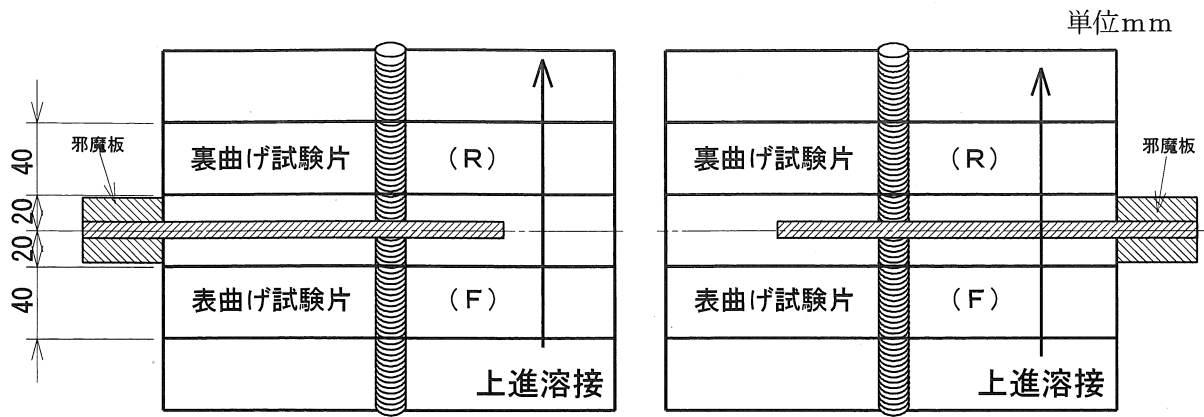 単位mm
邪魔板
40
20
20
40
裏曲げ試験片 (R)
表曲げ試験片 (F)
上進溶接
裏曲げ試験片 (R)
表曲げ試験片 (F)
上進溶接
邪魔板